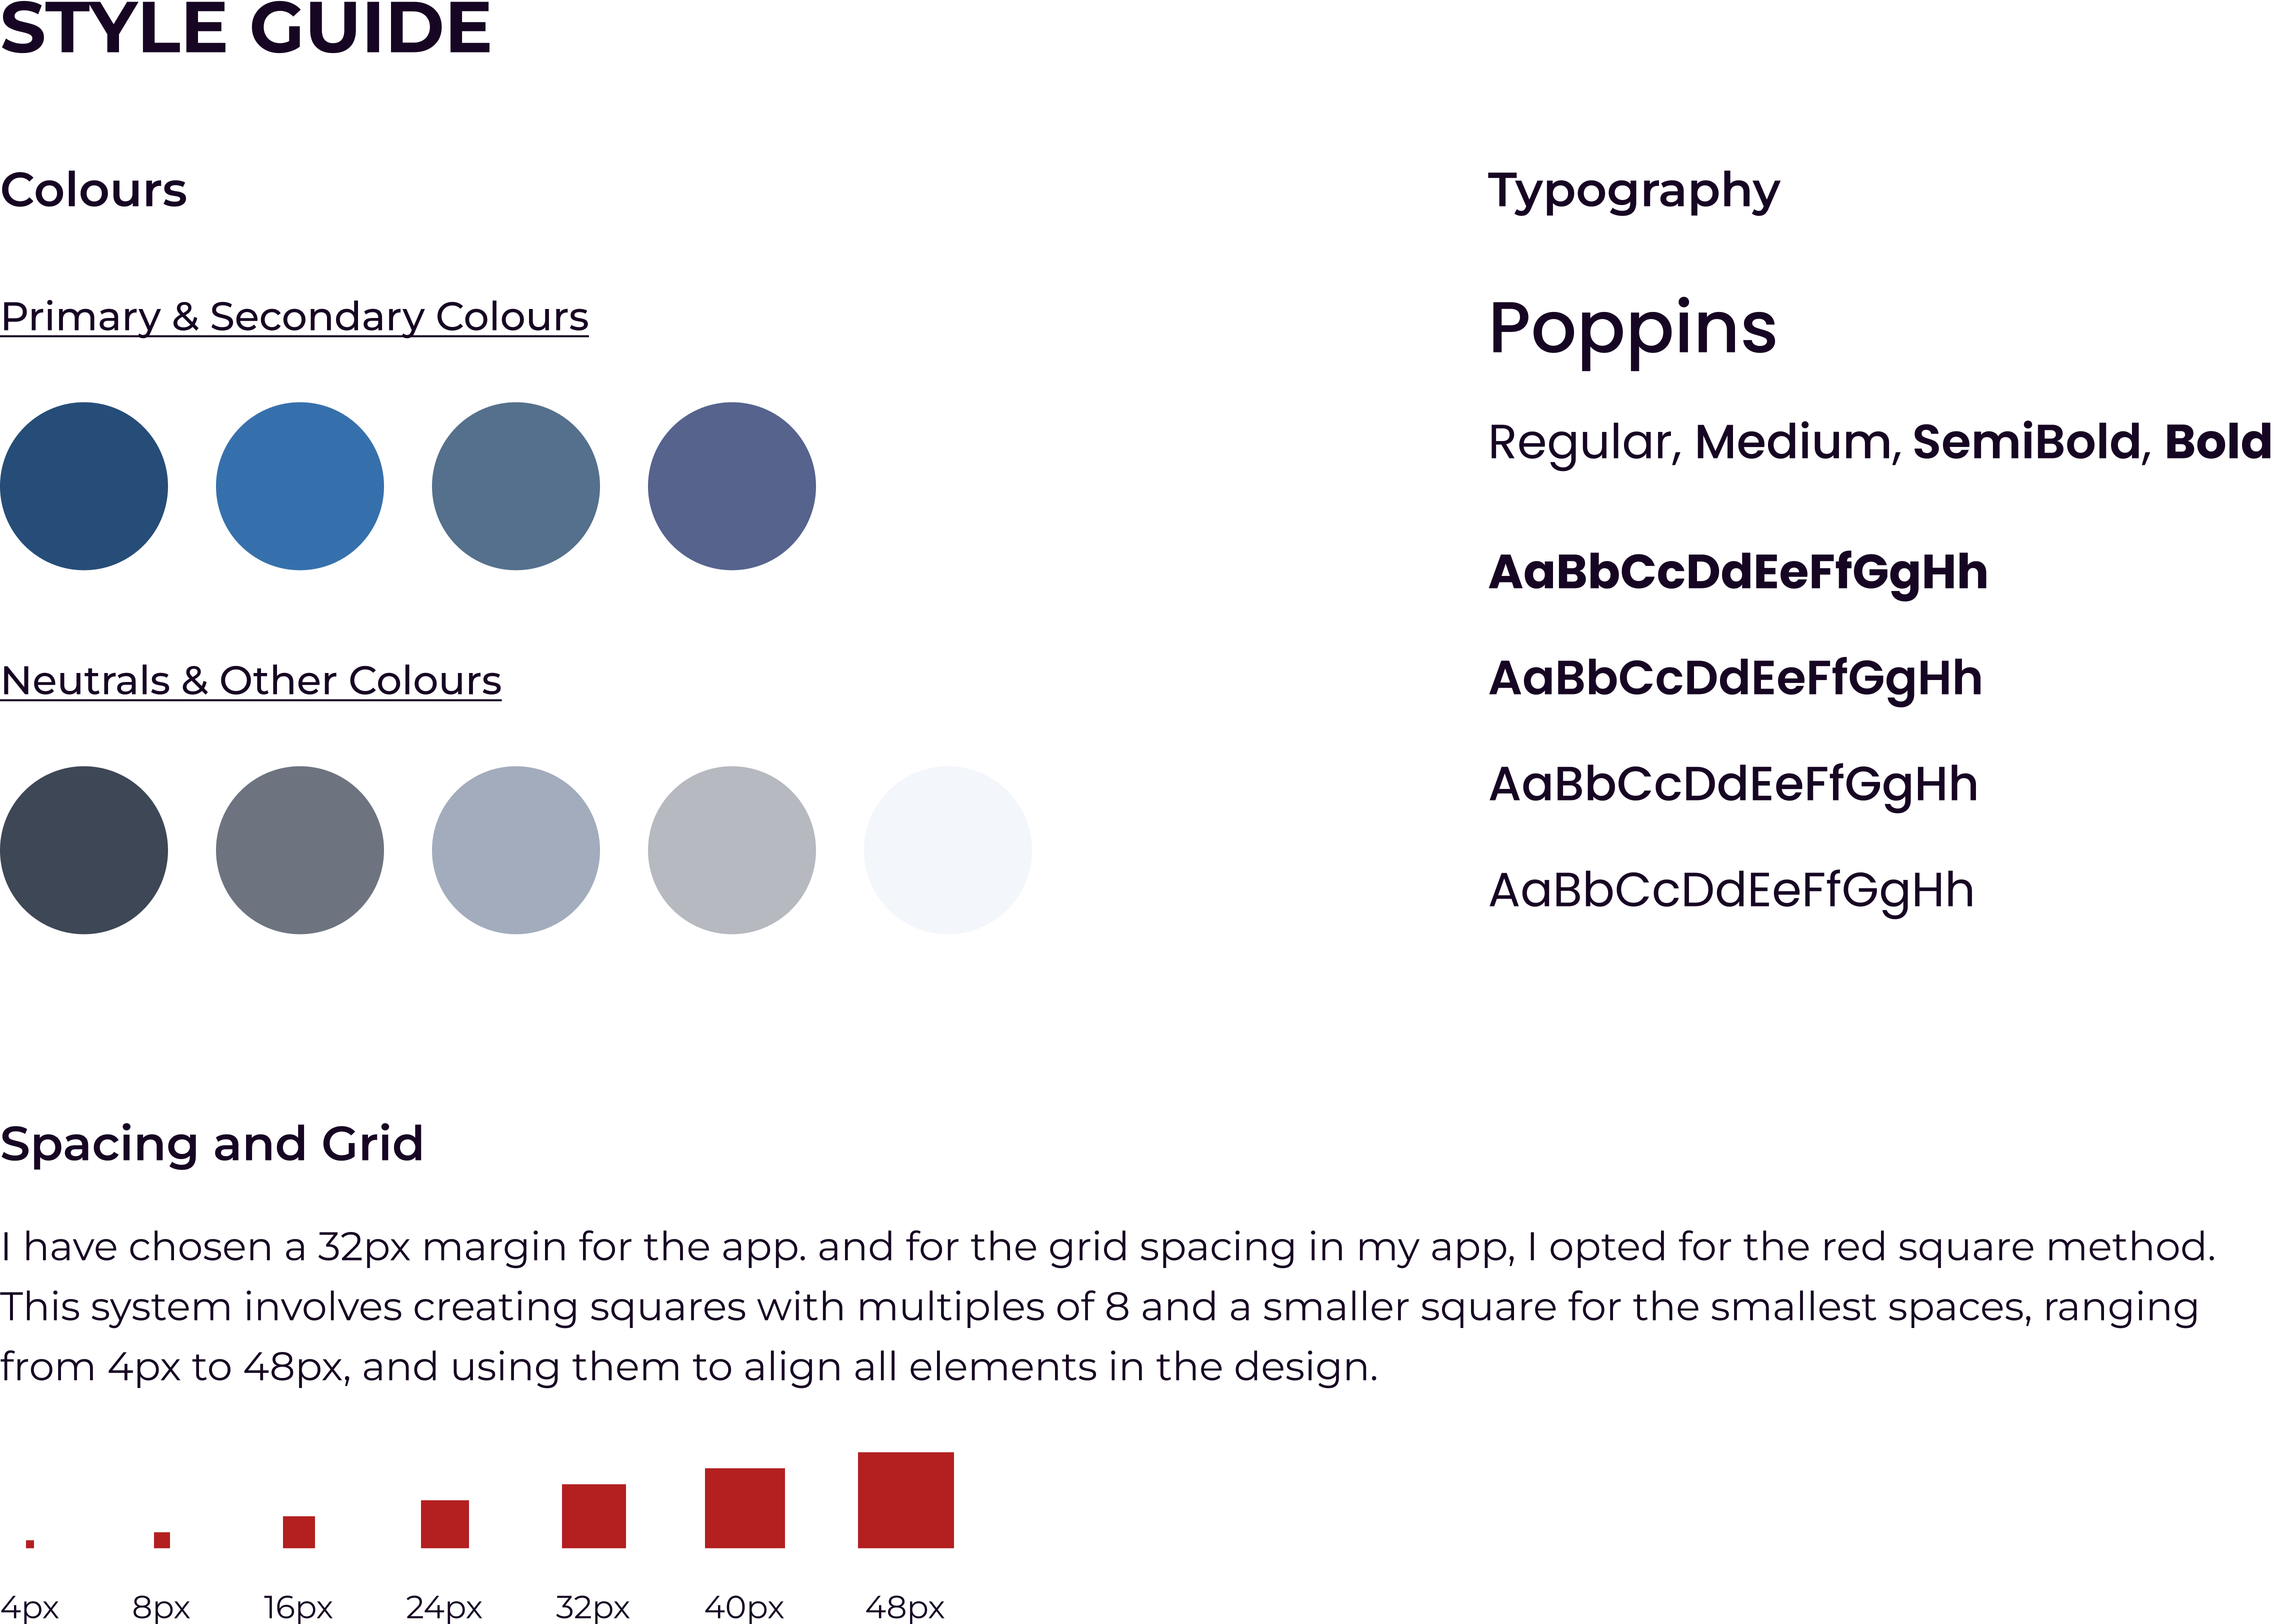 STYLE GUIDE
Colours
Primary & Secondary Colours
Neutrals & Other Colours
Typography
Poppins
Regular, Medium, SemiBold, Bold
AaBbCcDdEeFfGgHh
AaBbCcDdEeFfGgHh
AaBbCcDdEeFfGgHh
AaBbCcDdEeFfGgHh
Spacing and Grid
I have chosen a 32px margin for the app. and for the grid spacing in my app, I opted for the red square method.
This system involves creating squares with multiples of 8 and a smaller square for the smallest spaces, ranging
from 4px to 48px, and using them to align all elements in the design.
4px 8px 16px 24px 32px 40px 48px